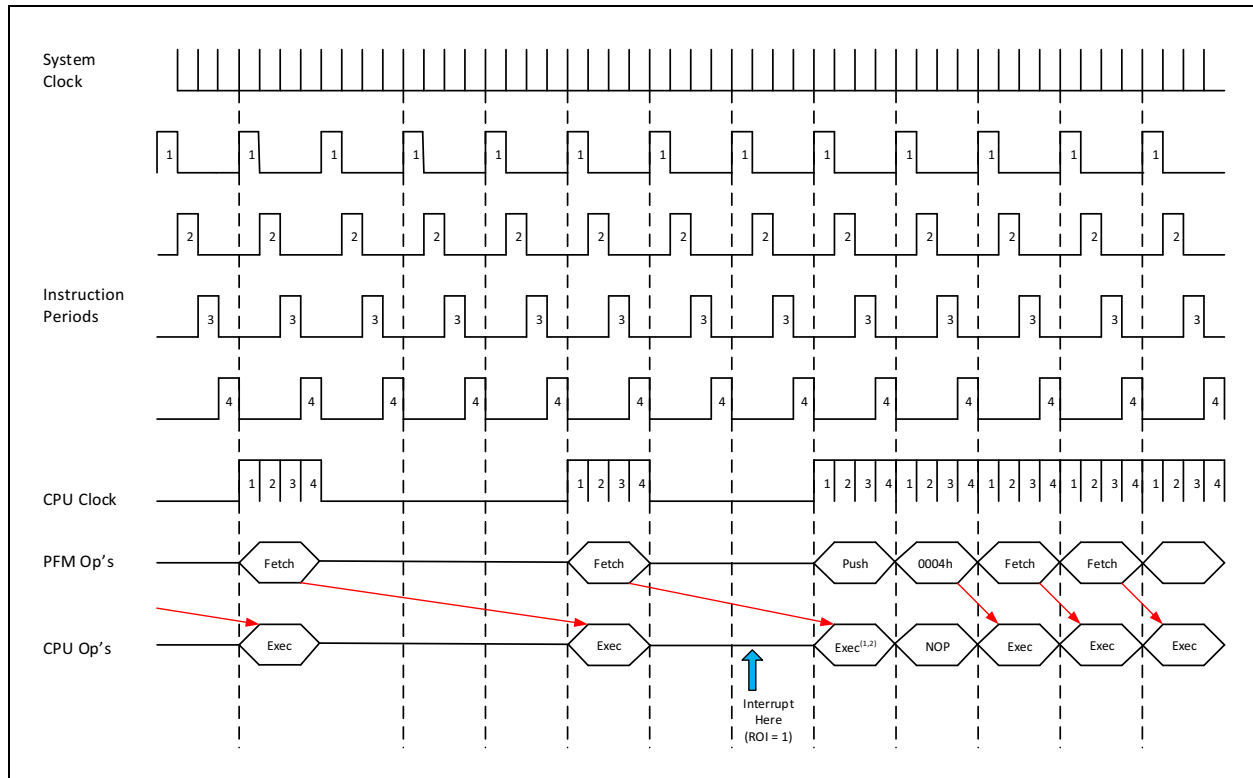 System
Clock
1 1 1 1 1 1 1 1 1 1 1 1 1
2 2 2 2 2 2 2 2 2 2 2 2 2
Instruction
Periods
3 3 3 3 3 3 3 3 3 3 3 3 3
4 4 4 4 4 4 4 4 4 4 4 4 4
CPU Clock
1 2 3 4 1 2 3 4 1 2 3 4 1 2 3 4 1 2 3 4 1 2 3 4 1 2 3 4
PFM Op’s
Fetch Fetch Push 0004h Fetch Fetch
CPU Op’s
Exec Exec Exec(1,2) NOP Exec Exec Exec
Interrupt
Here
(ROI = 1)